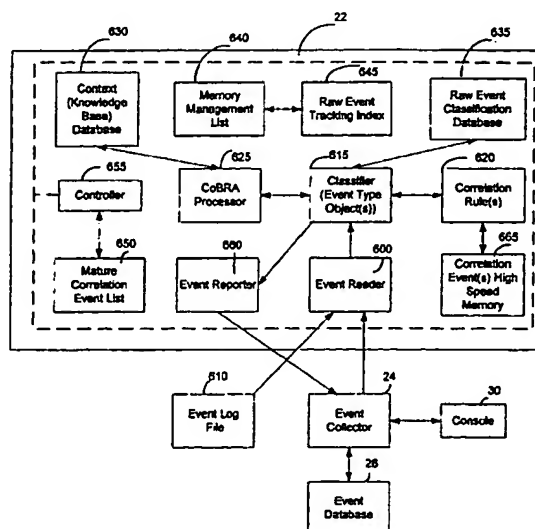 630
640
22
635
645
Context
(Knowledge
Base)
Database
Memory
Management
List
Raw Event
Tracking Index
Raw Event
Classification
Database
655
625
615
620
Controller
CoBRA
Processor
Classifier
(Event Type
Object(s))
Correlation
Rule(s)
650
660
600
665
Mature
Correlation
Event List
Event Reporter
Event Reader
Correlation
Event(s) High
Speed
Memory
610
24
30
Event Log
File
Event
Collector
Console
26
Event
Database